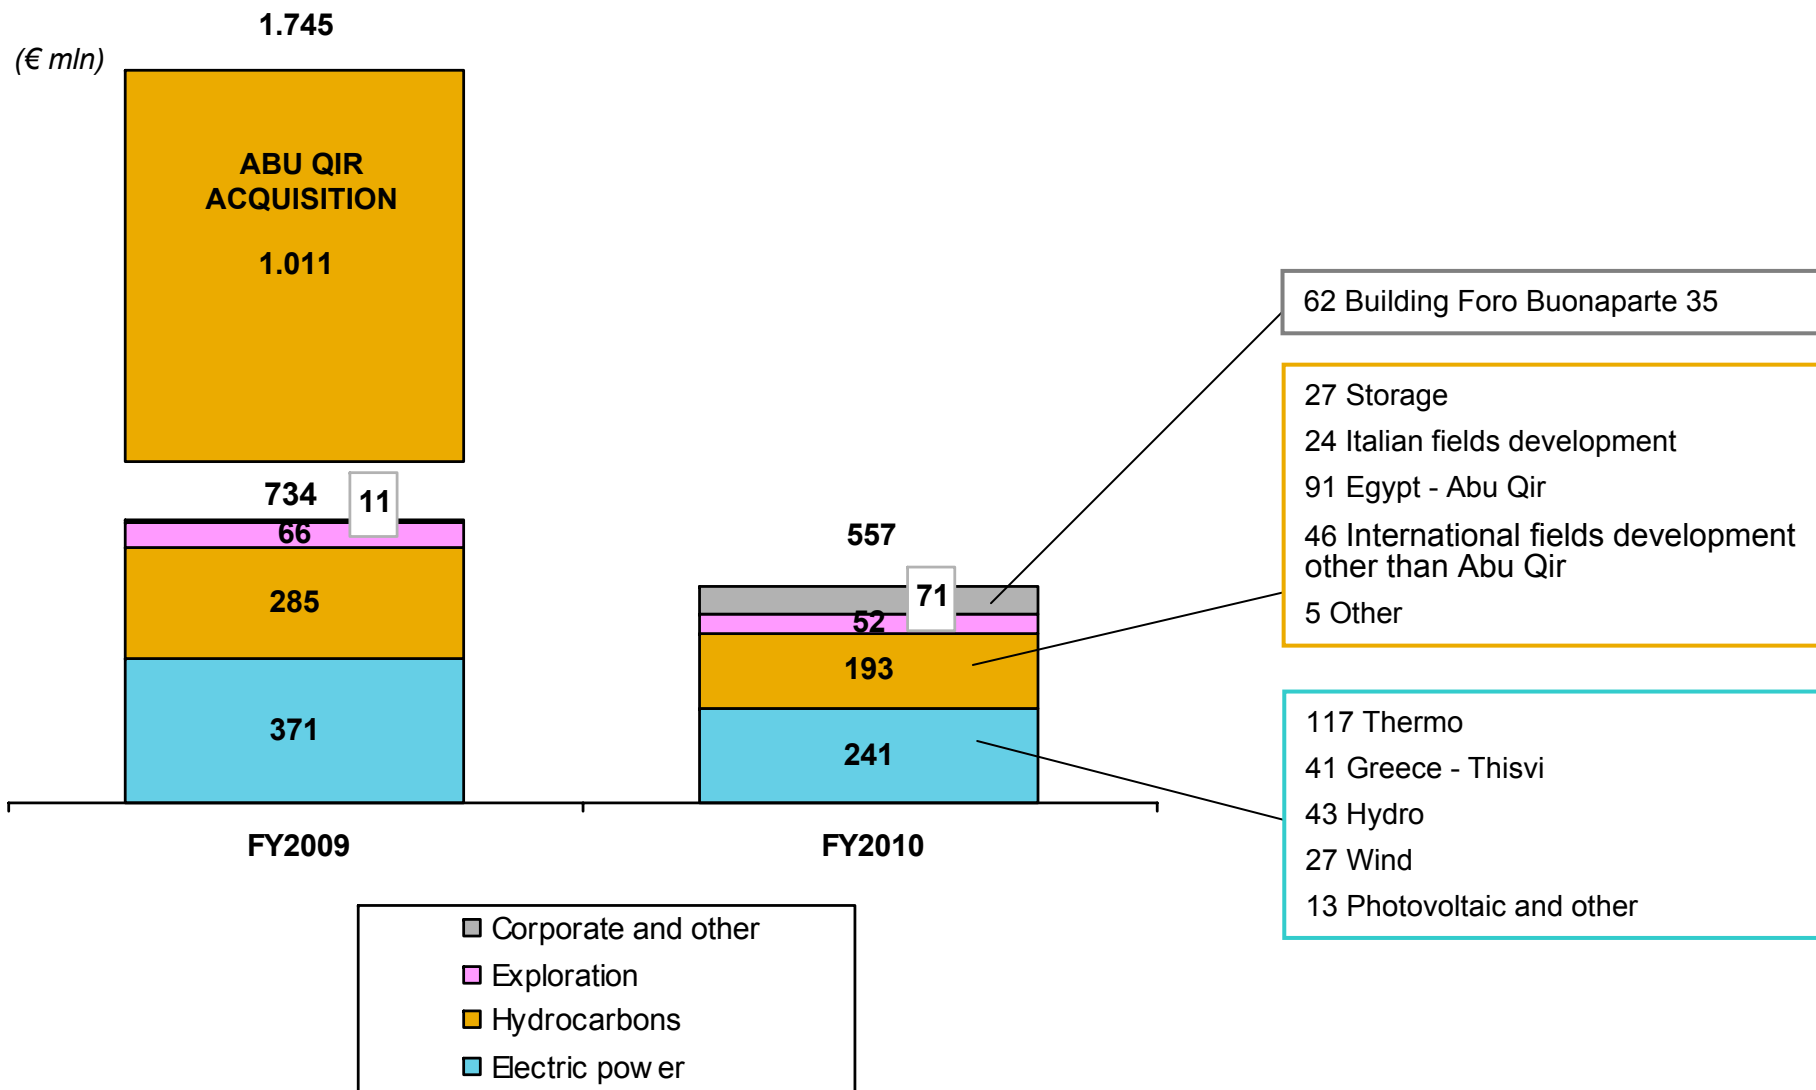 1.745
(€ mln)
ABU QIR
ACQUISITION
1.011
734
11
66
285
371
557
71
52
193
241
FY2009
FY2010
62 Building Foro Buonaparte 35
27 Storage
24 Italian fields development
91 Egypt - Abu Qir
46 International fields development
other than Abu Qir
5 Other
117 Thermo
41 Greece - Thisvi
43 Hydro
27 Wind
13 Photovoltaic and other
Corporate and other
Exploration
Hydrocarbons
Electric power